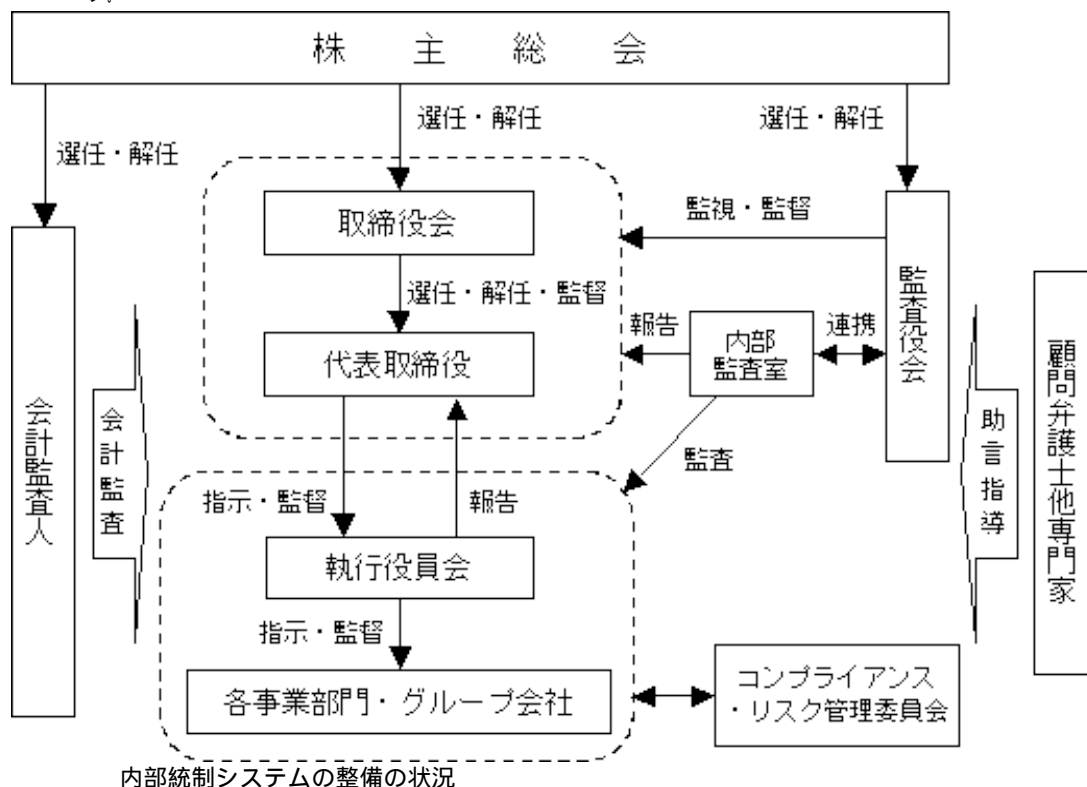 株主総会
選任・解任
選任・解任
選任・解任
取締役会
監視・監督
選任・解任・監督
監査役会
代表取締役
報告
内部
監査室
連携
会計監査人
会計監査
助言指導
顧問弁護士他専門家
監査
指示・監督
報告
執行役員会
指示・監督
各事業部門・グループ会社
コンプライアンス
・リスク管理委員会
内部統制システムの整備の状況